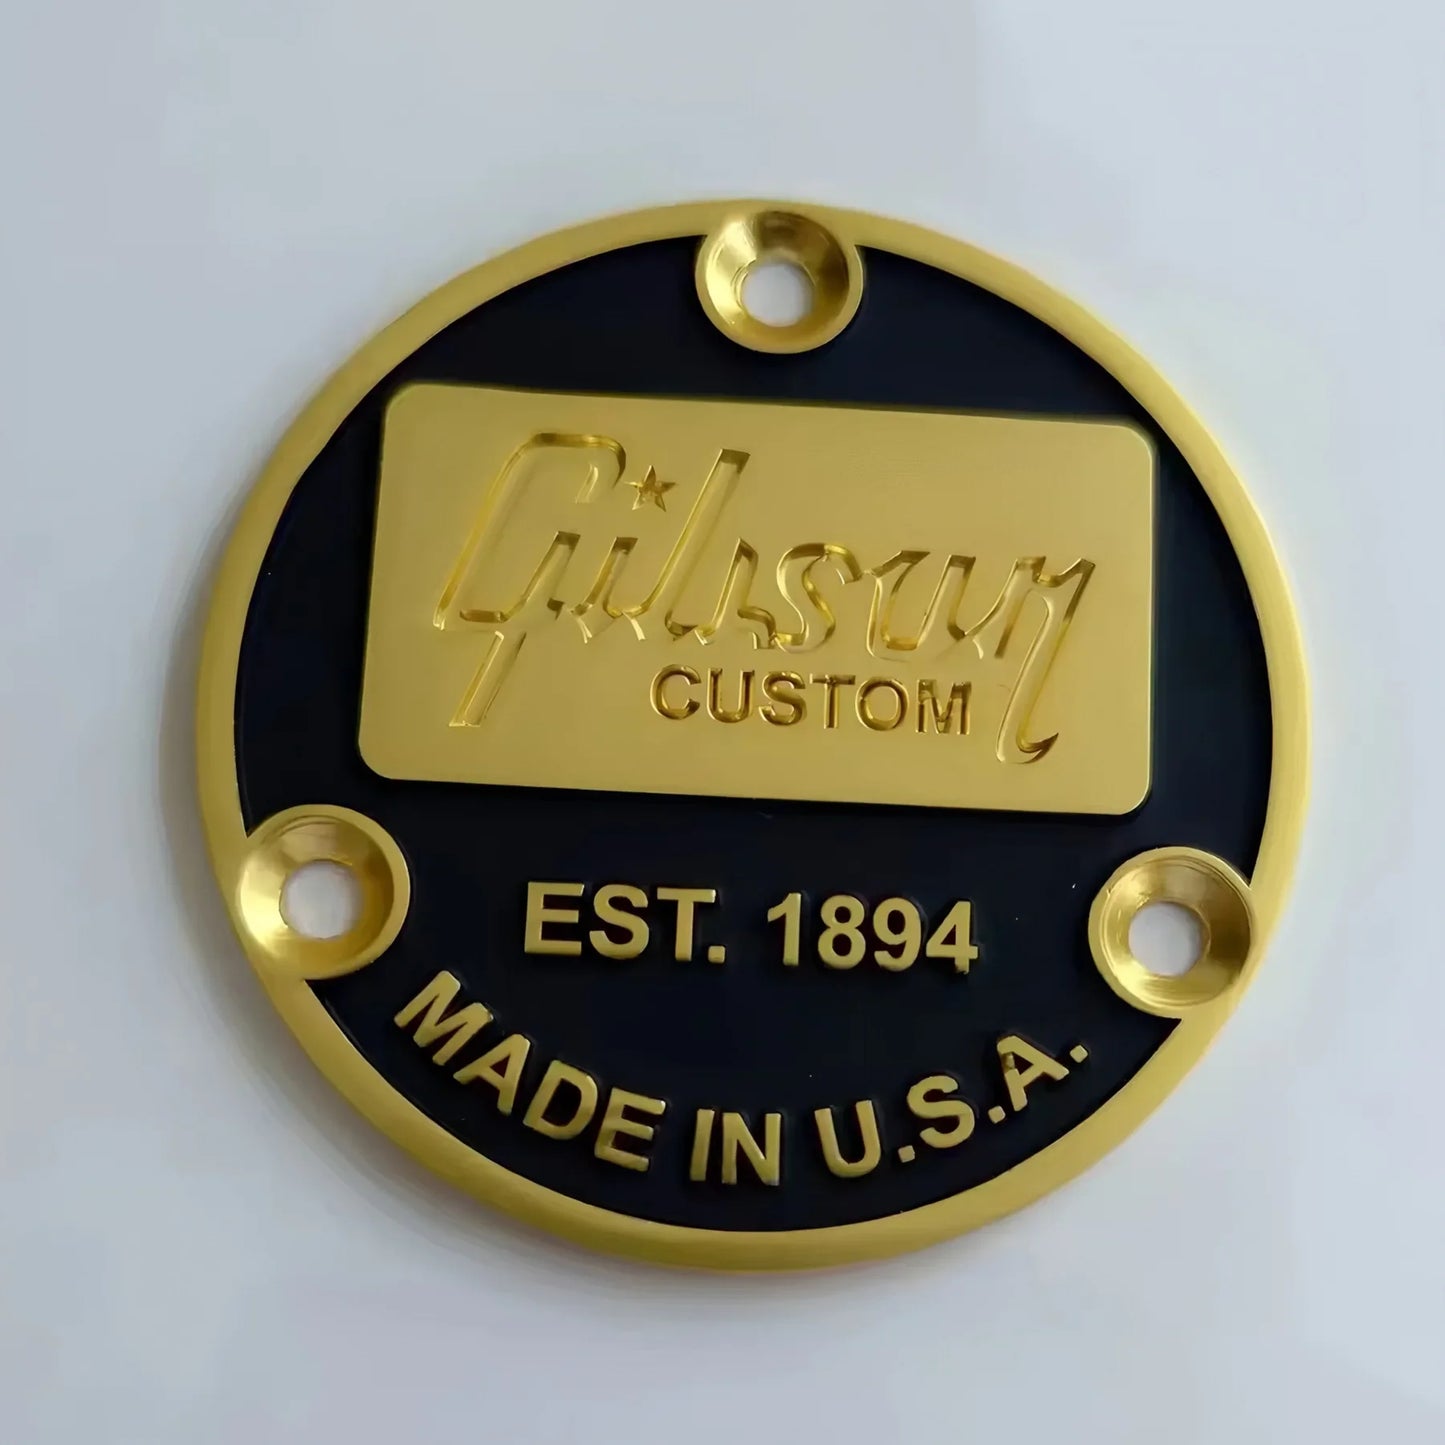 Gibson
CUSTOM
EST. 1894
MADE IN U.S.A.